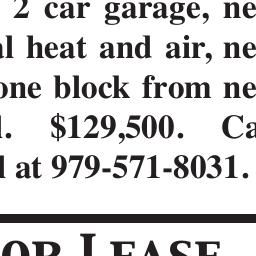 2 car garage, ne
al heat and air, ne
one block from ne
l. $129,500. Ca
l at 979-571-8031.
OR LEASE